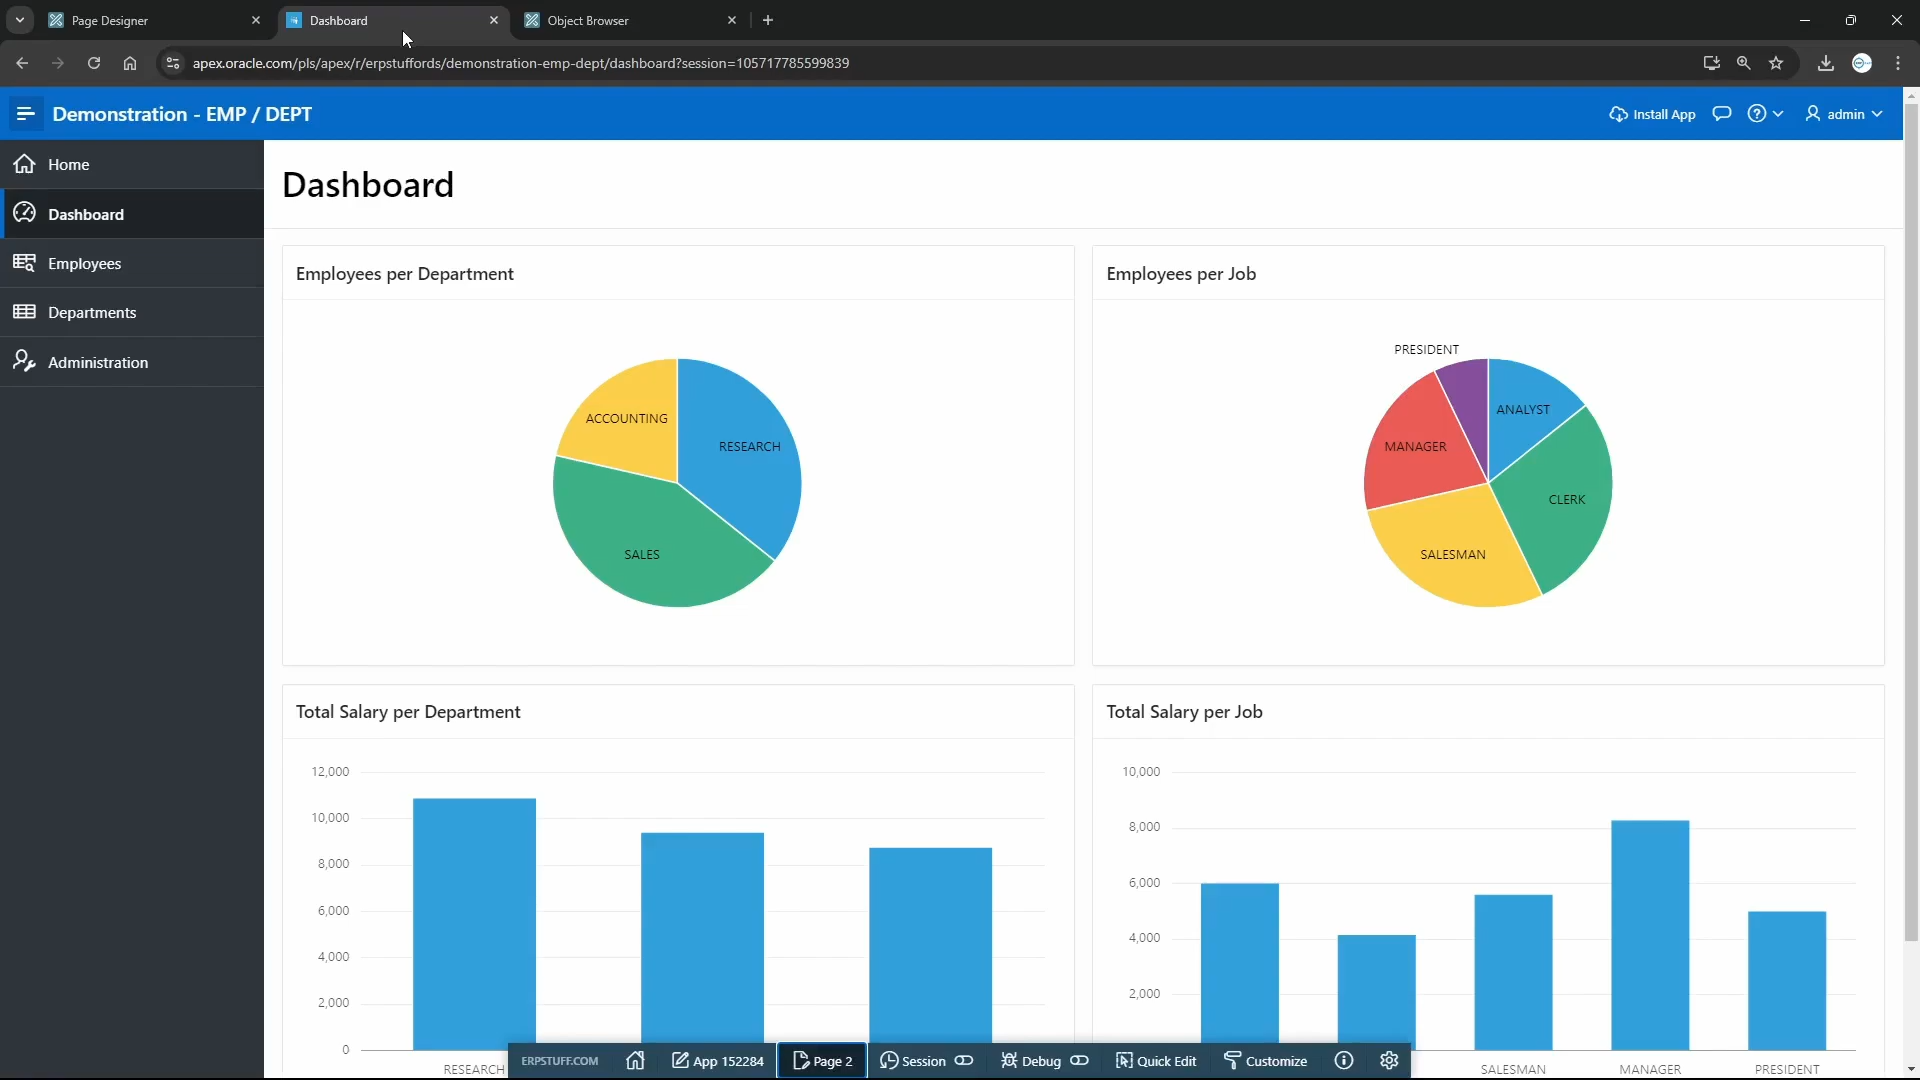 Page Designer
Dashboard
Object Browser
apex.oracle.com/pls/apex/r/erpstuffords/demonstration-emp-dept/dashboard?session=105717785599839
Demonstration - EMP / DEPT
Install App
admin
Home
Dashboard
Employees
Departments
Administration
Dashboard
Employees per Department
ACCOUNTING
RESEARCH
SALES
Employees per Job
PRESIDENT
ANALYST
MANAGER
CLERK
SALESMAN
Total Salary per Department
12,000
10,000
8,000
6,000
4,000
2,000
0
RESEARCH
Total Salary per Job
10,000
8,000
6,000
4,000
2,000
SALESMAN
MANAGER
PRESIDENT
ERPSTUFF.COM
App 152284
Page 2
Session
Debug
Quick Edit
Customize